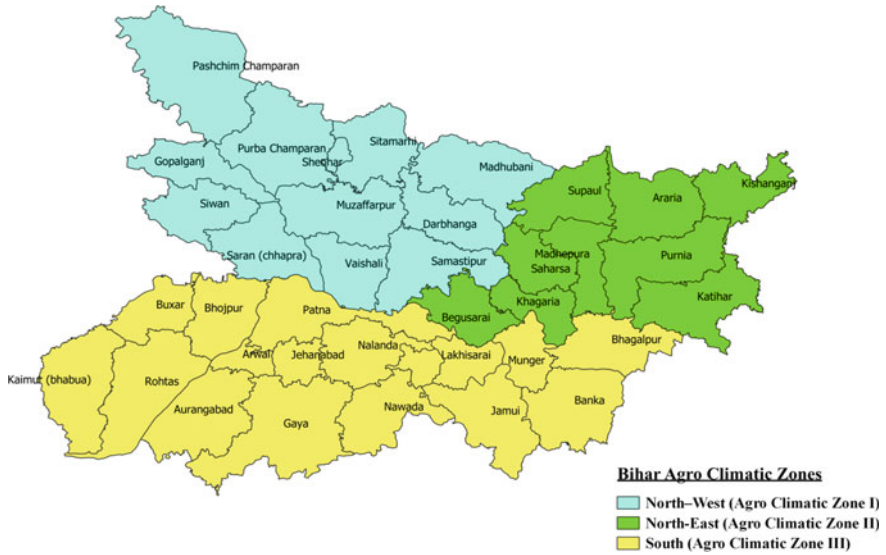 Pashchim Champaran
Sitamarhi
Purba Champaran
Sheohar
Gopalganj
Madhubani
Kishanganj
Supaul
Araria
Siwan
Muzaffarpur
Darbhanga
Saran (chhapra)
Vaishali
Samastipur
Madhepura
Saharsa
Purnia
Katihar
Khagaria
Begusarai
Buxar
Bhojpur
Patna
Bhagalpur
Nalanda
Arwal
Jehanabad
Lakhisarai
Munger
Kaimut (bhabua)
Rohtas
Banka
Aurangabad
Gaya
Nawada
Jamui
Bihar Agro Climatic Zones
North–West (Agro Climatic Zone I)
North-East (Agro Climatic Zone II)
South (Agro Climatic Zone III)